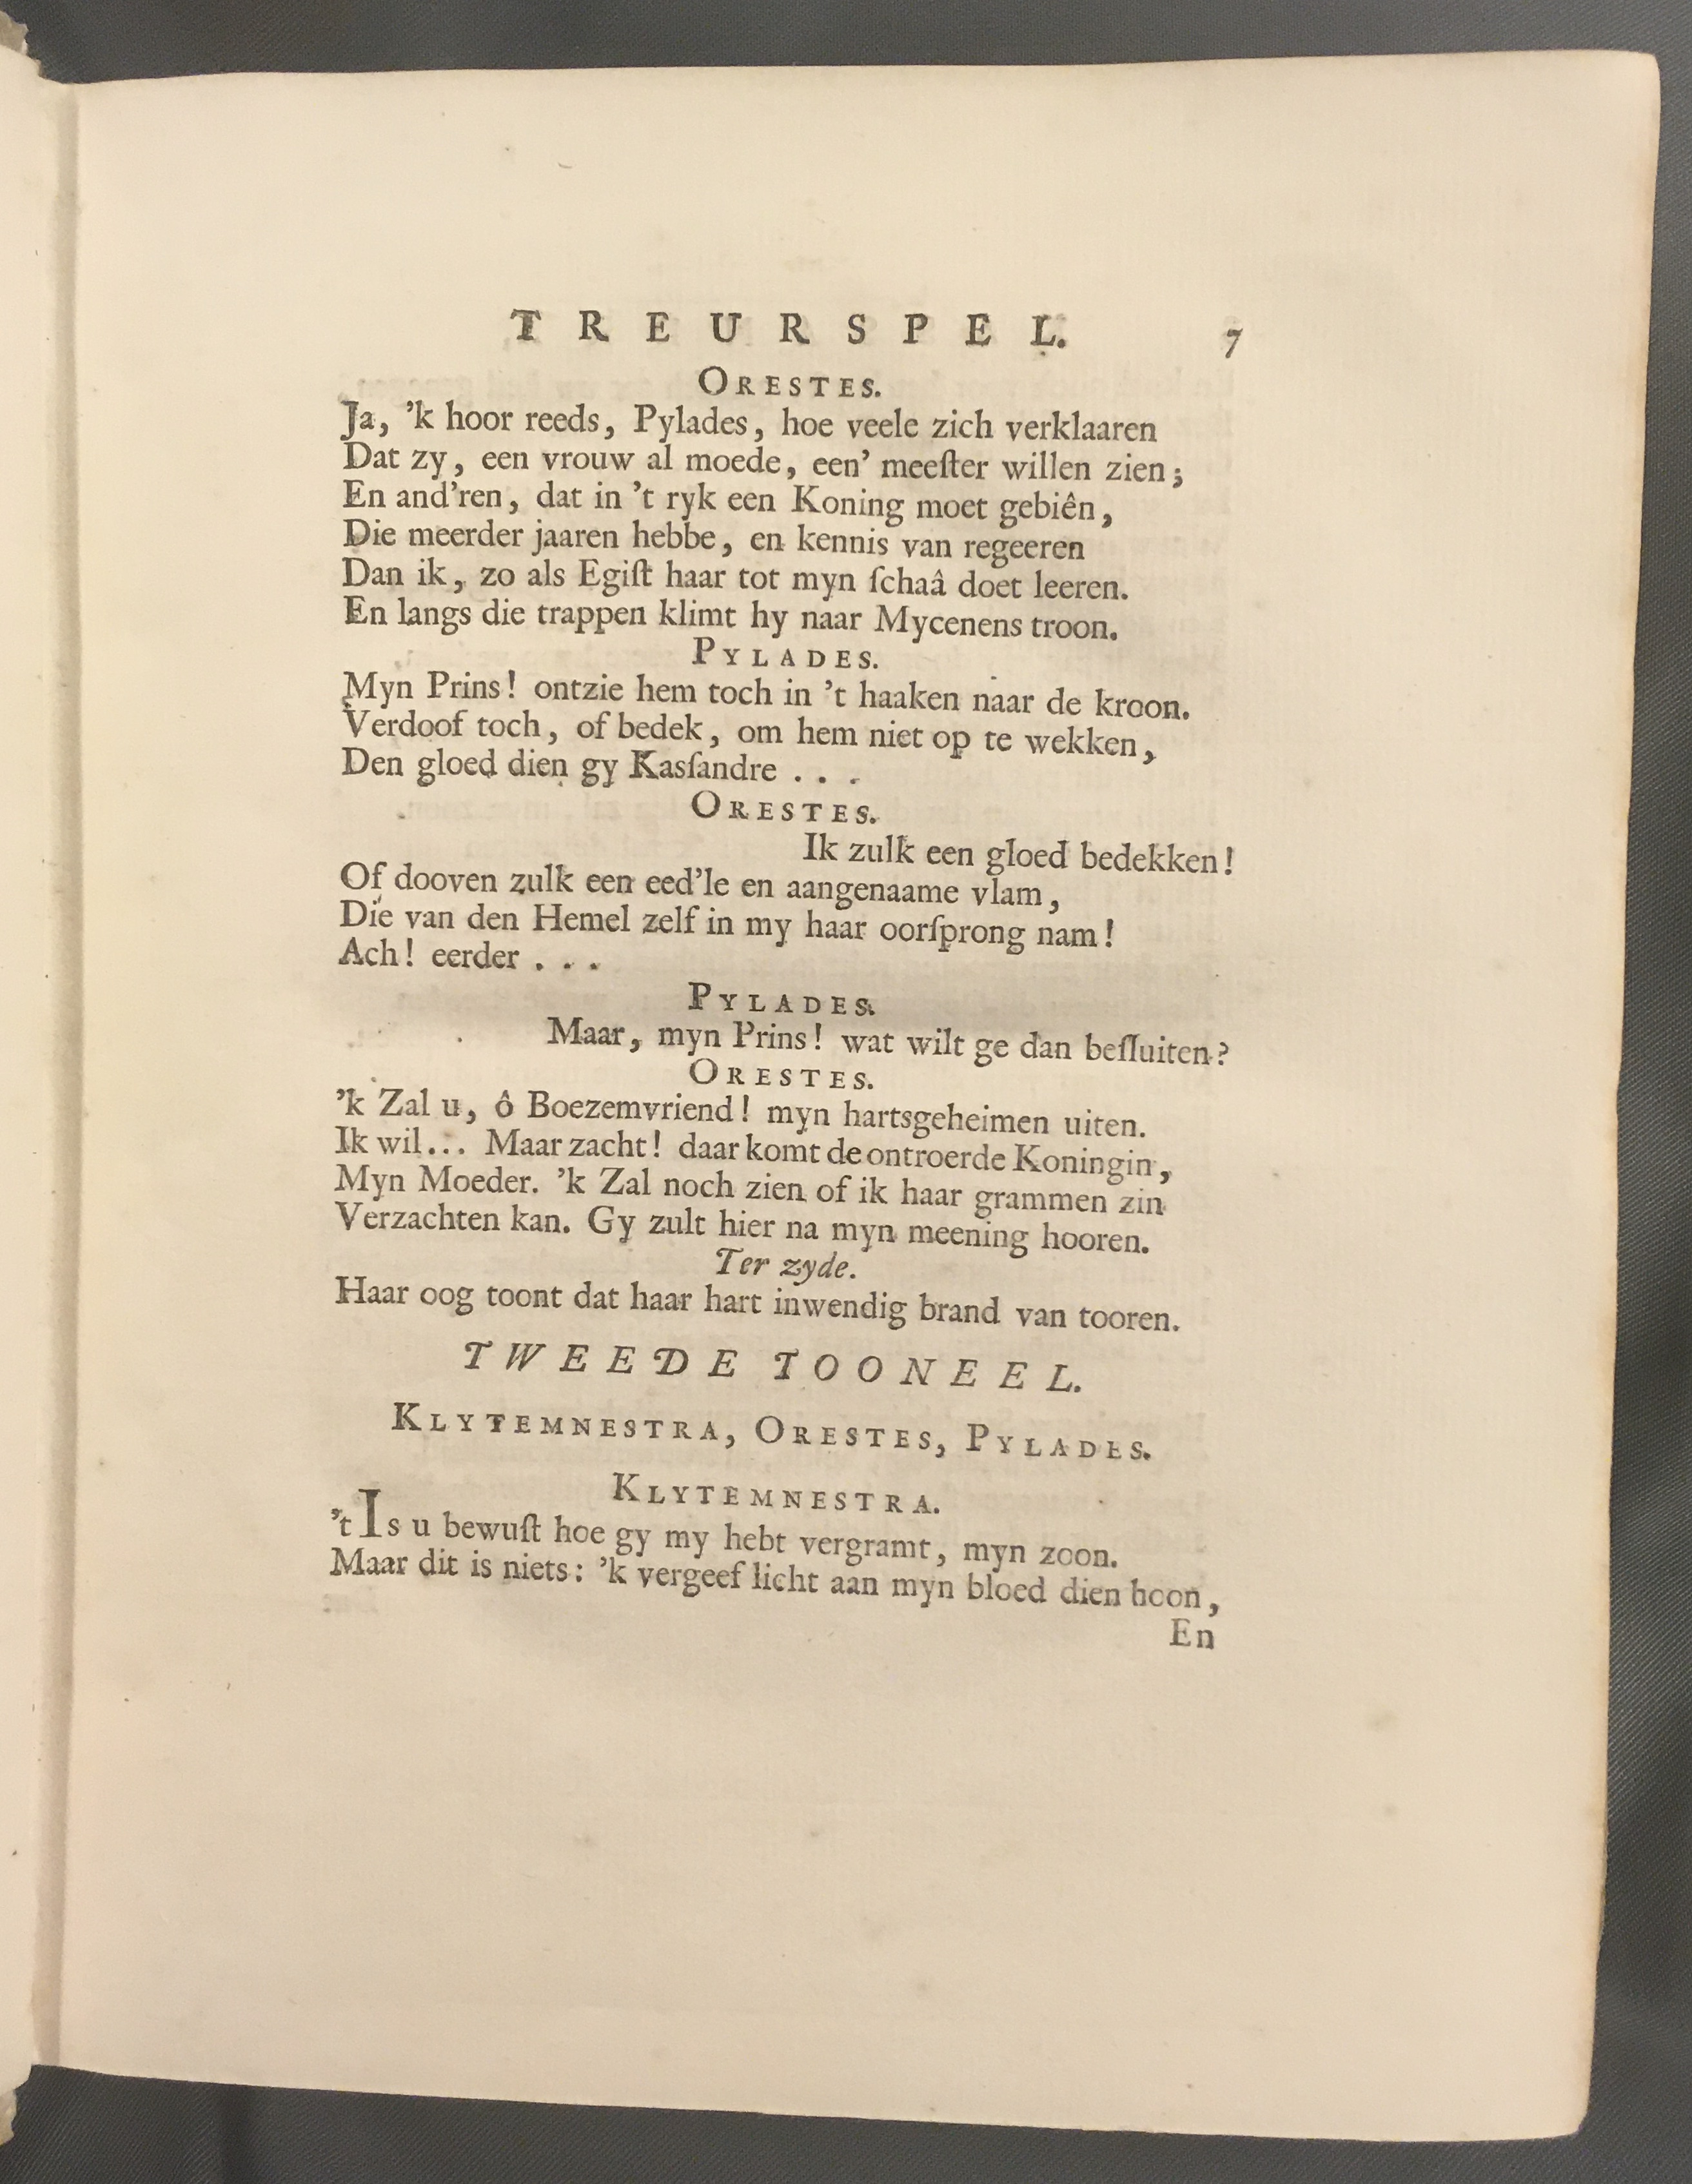 TREURSPEL. 7
ORESTES.
Ja, 'k hoor reeds, Pylades, hoe veele zich verklaaren
Dat zy, een vrouw al moede, een' meeſter willen zien;
En and'ren, dat in 't ryk een Koning moet gebiên,
Die meerder jaaren hebbe, en kennis van regeeren
Dan ik, zo als Egiſt haar tot myn ſchaâ doet leeren.
En langs die trappen klimt hy naar Mycenens troon.
PYLADES.
Myn Prins! ontzie hem toch in 't haaken naar de kroon.
Verdoof toch, of bedek, om hem niet op te wekken,
Den gloed dien gy Kasſandre . . .
ORESTES.
Ik zulk een gloed bedekken!
Of dooven zulk een eed'le en aangenaame vlam,
Die van den Hemel zelf in my haar oorſprong nam!
Ach! eerder . . .
PYLADES.
Maar, myn Prins! wat wilt ge dan beſluiten?
ORESTES.
'k Zal u, ô Boezemvriend! myn hartsgeheimen uiten.
Ik wil... Maar zacht! daar komt de ontroerde Koningin,
Myn Moeder. 'k Zal noch zien of ik haar grammen zin
Verzachten kan. Gy zult hier na myn meening hooren.
Ter zyde.
Haar oog toont dat haar hart inwendig brand van tooren.
TWEEDE TOONEEL.
KLYTEMNESTRA, ORESTES, PYLADES.
KLYTEMNESTRA.
't Is u bewuſt hoe gy my hebt vergramt, myn zoon.
Maar dit is niets: 'k vergeef licht aan myn bloed dien hoon,
En